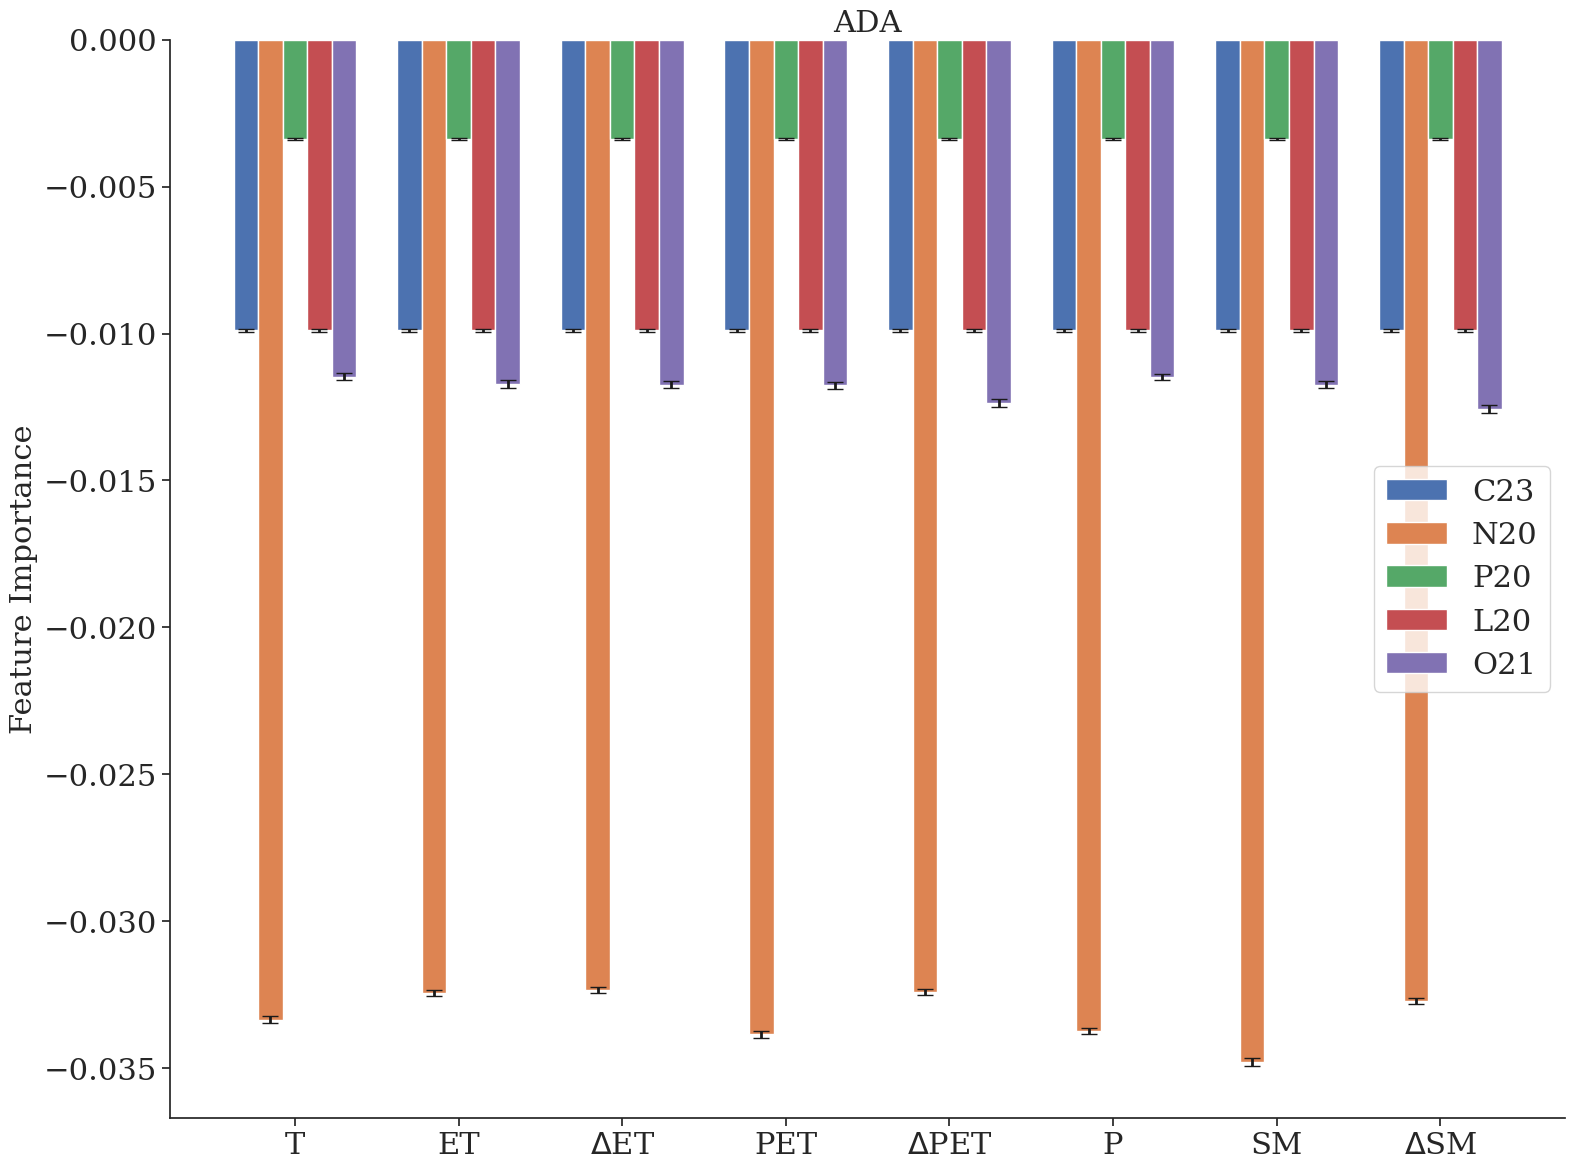 ADA
0.000
−0.005
−0.010
−0.015
−0.020
−0.025
−0.030
−0.035
Feature Importance
C23
N20
P20
L20
O21
T ET ΔET PET ΔPET P SM ΔSM